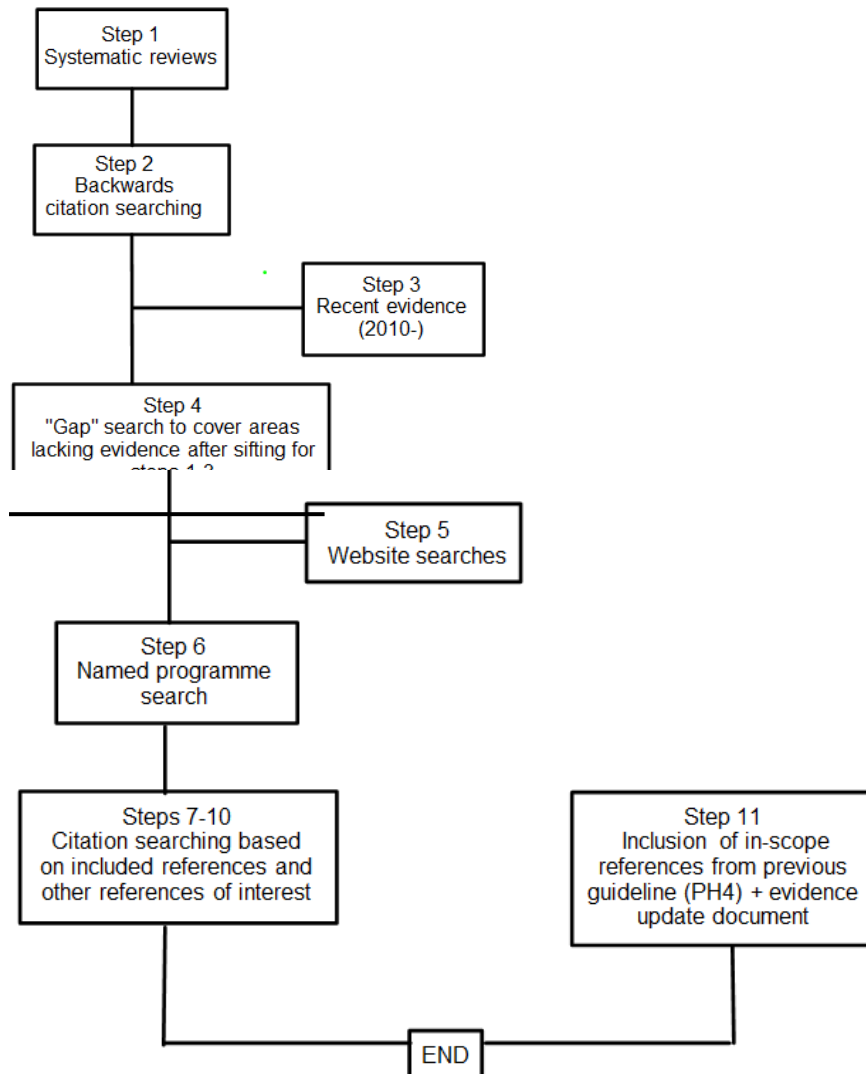 Step 1
Systematic reviews
Step 2
Backwards
citation searching
Step 3
Recent evidence
(2010-)
Step 4
"Gap" search to cover areas
lacking evidence after sifting for
Step 5
Website searches
Step 6
Named programme
search
Steps 7-10
Citation searching based
on included references and
other references of interest
Step 11
Inclusion of in-scope
references from previous
guideline (PH4) + evidence
update document
END